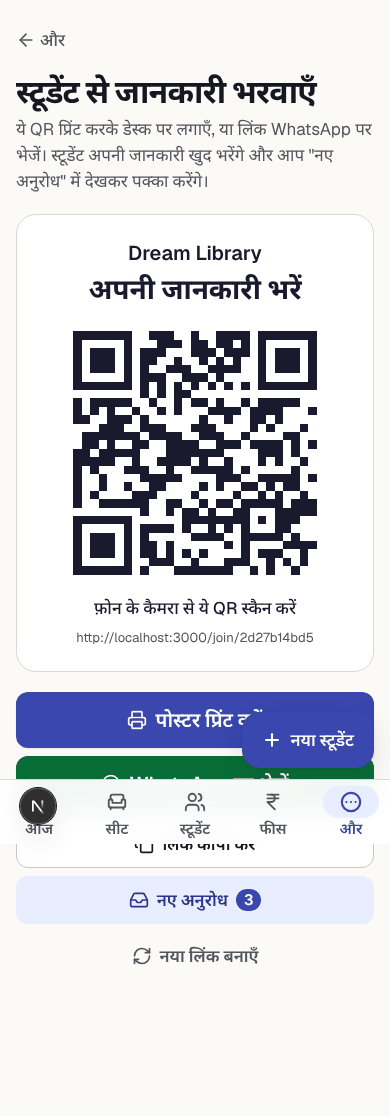 और
स्टूडेंट से जानकारी भरवाएँ
ये QR प्रिंट करके डेस्क पर लगाएँ, या लिंक WhatsApp पर
भेजें। स्टूडेंट अपनी जानकारी खुद भरेंगे और आप "नए
अनुरोध" में देखकर पक्का करेंगे।
Dream Library
अपनी जानकारी भरें
फ़ोन के कैमरा से ये QR स्कैन करें
http://localhost:3000/join/2d27b14bd5
पोस्टर प्रिंट
नया स्टूडेंट
N
आज
सीट
स्टूडेंट
फीस
और
नए अनुरोध 3
नया लिंक बनाएँ